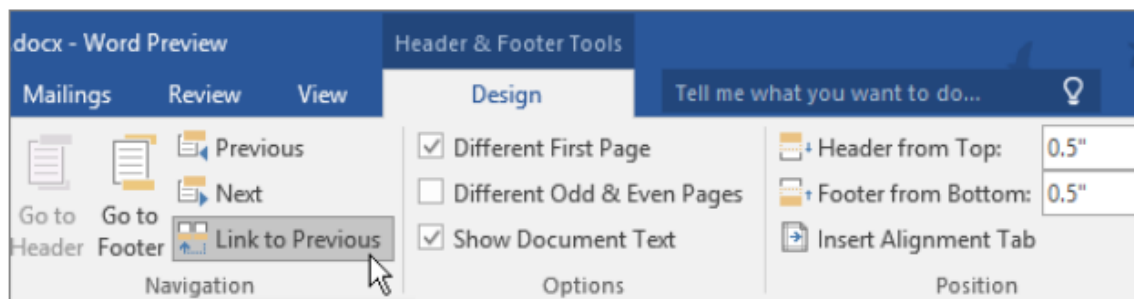 .docx - Word Preview
Header & Footer Tools
Mailings
Review
View
Design
Tell me what you want to do...
Go to
Header
Go to
Footer
Previous
Next
Link to Previous
Navigation
Different First Page
Different Odd & Even Pages
Show Document Text
Options
Header from Top:
0.5"
Footer from Bottom:
0.5"
Insert Alignment Tab
Position